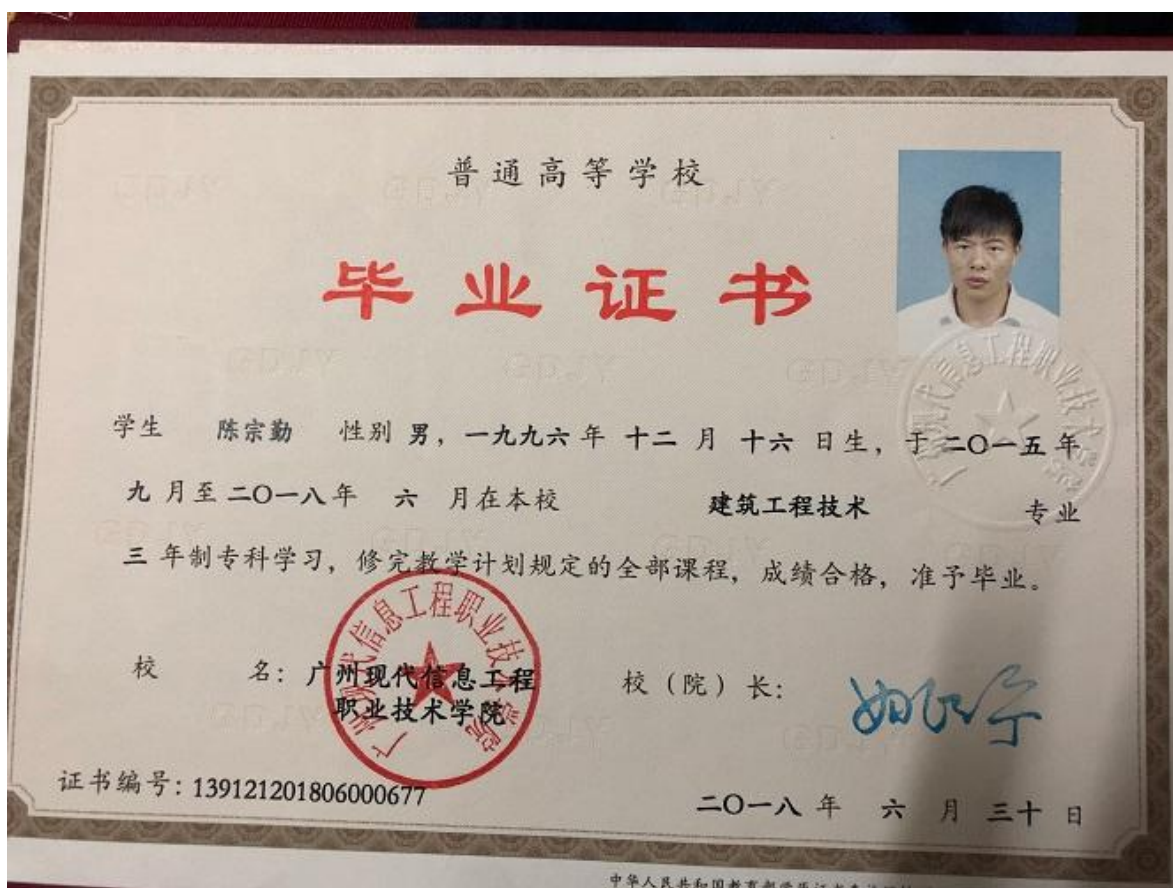 普通高等学校
毕业证书
学生 陈宗勤 性别 男，一九九六 年 十二 月 十六 日生，于 二〇一五 年
九 月至 二〇一八 年 六 月在本校 建筑工程技术 专业
三 年制专科学习，修完教学计划规定的全部课程，成绩合格，准予毕业。
校 名：广州现代信息工程
职业技术学院
校（院）长：
证书编号：139121201806000677
二〇一八 年 六 月 三十 日